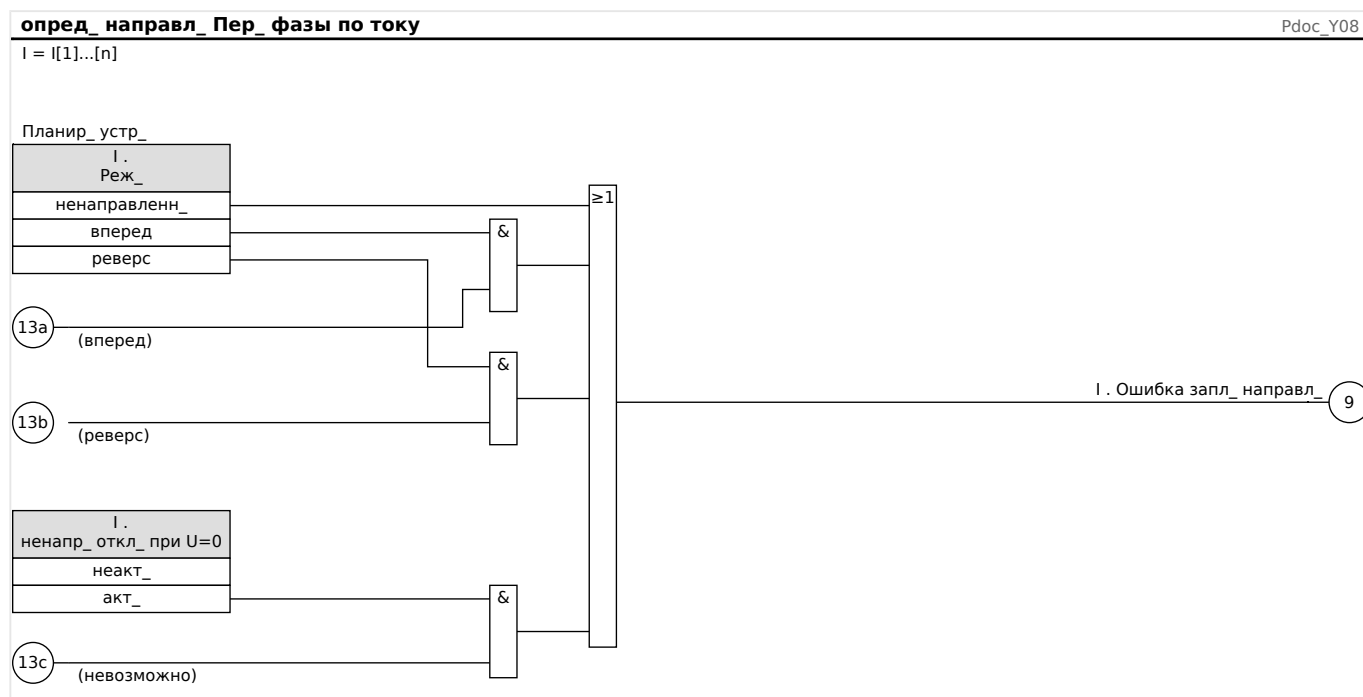 опред_ направл_ Пер_ фазы по току
Pdoc_Y08
I = I[1]...[n]
Планир_ устр_
I .
Реж_
ненаправленн_
вперед
реверс
≥1
&
13a
(вперед)
&
13b
(реверс)
I . Ошибка запл_ направл_
9
I .
ненапр_ откл_ при U=0
неакт_
акт_
&
13c
(невозможно)